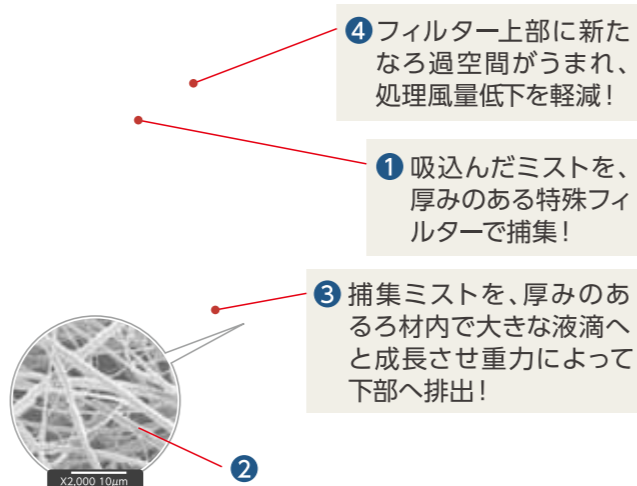 ❹ フィルター上部に新た
なろ過空間がうまれ、
処理風量低下を軽減！
❶ 吸込んだミストを、
厚みのある特殊フィ
ルターで捕集！
❸ 捕集ミストを、厚みのあ
るろ材内で大きな液滴へ
と成長させ重力によって
下部へ排出！
❷
X2,000 10μm